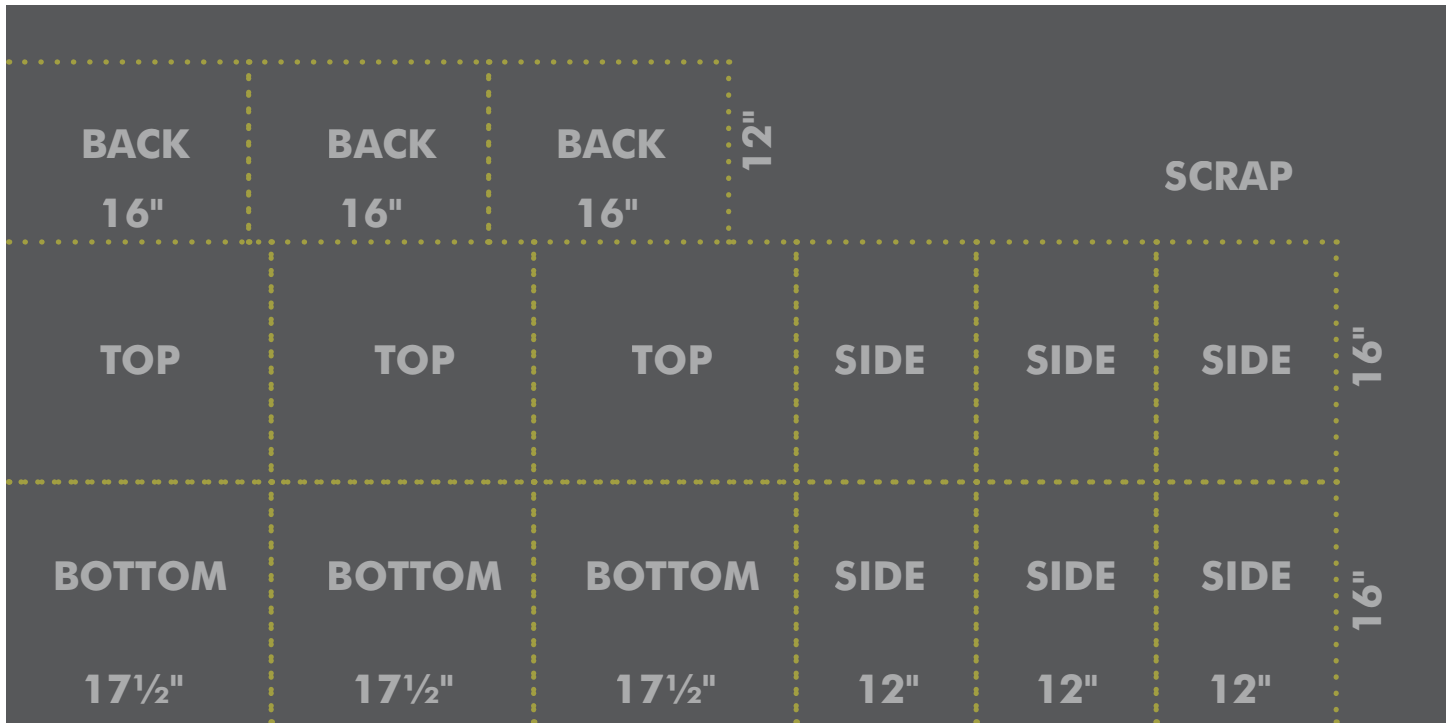 BACK BACK BACK 12"
16" 16" 16"
SCRAP
TOP TOP TOP SIDE SIDE SIDE 16"
BOTTOM BOTTOM BOTTOM SIDE SIDE SIDE 16"
17½" 17½" 17½" 12" 12" 12"